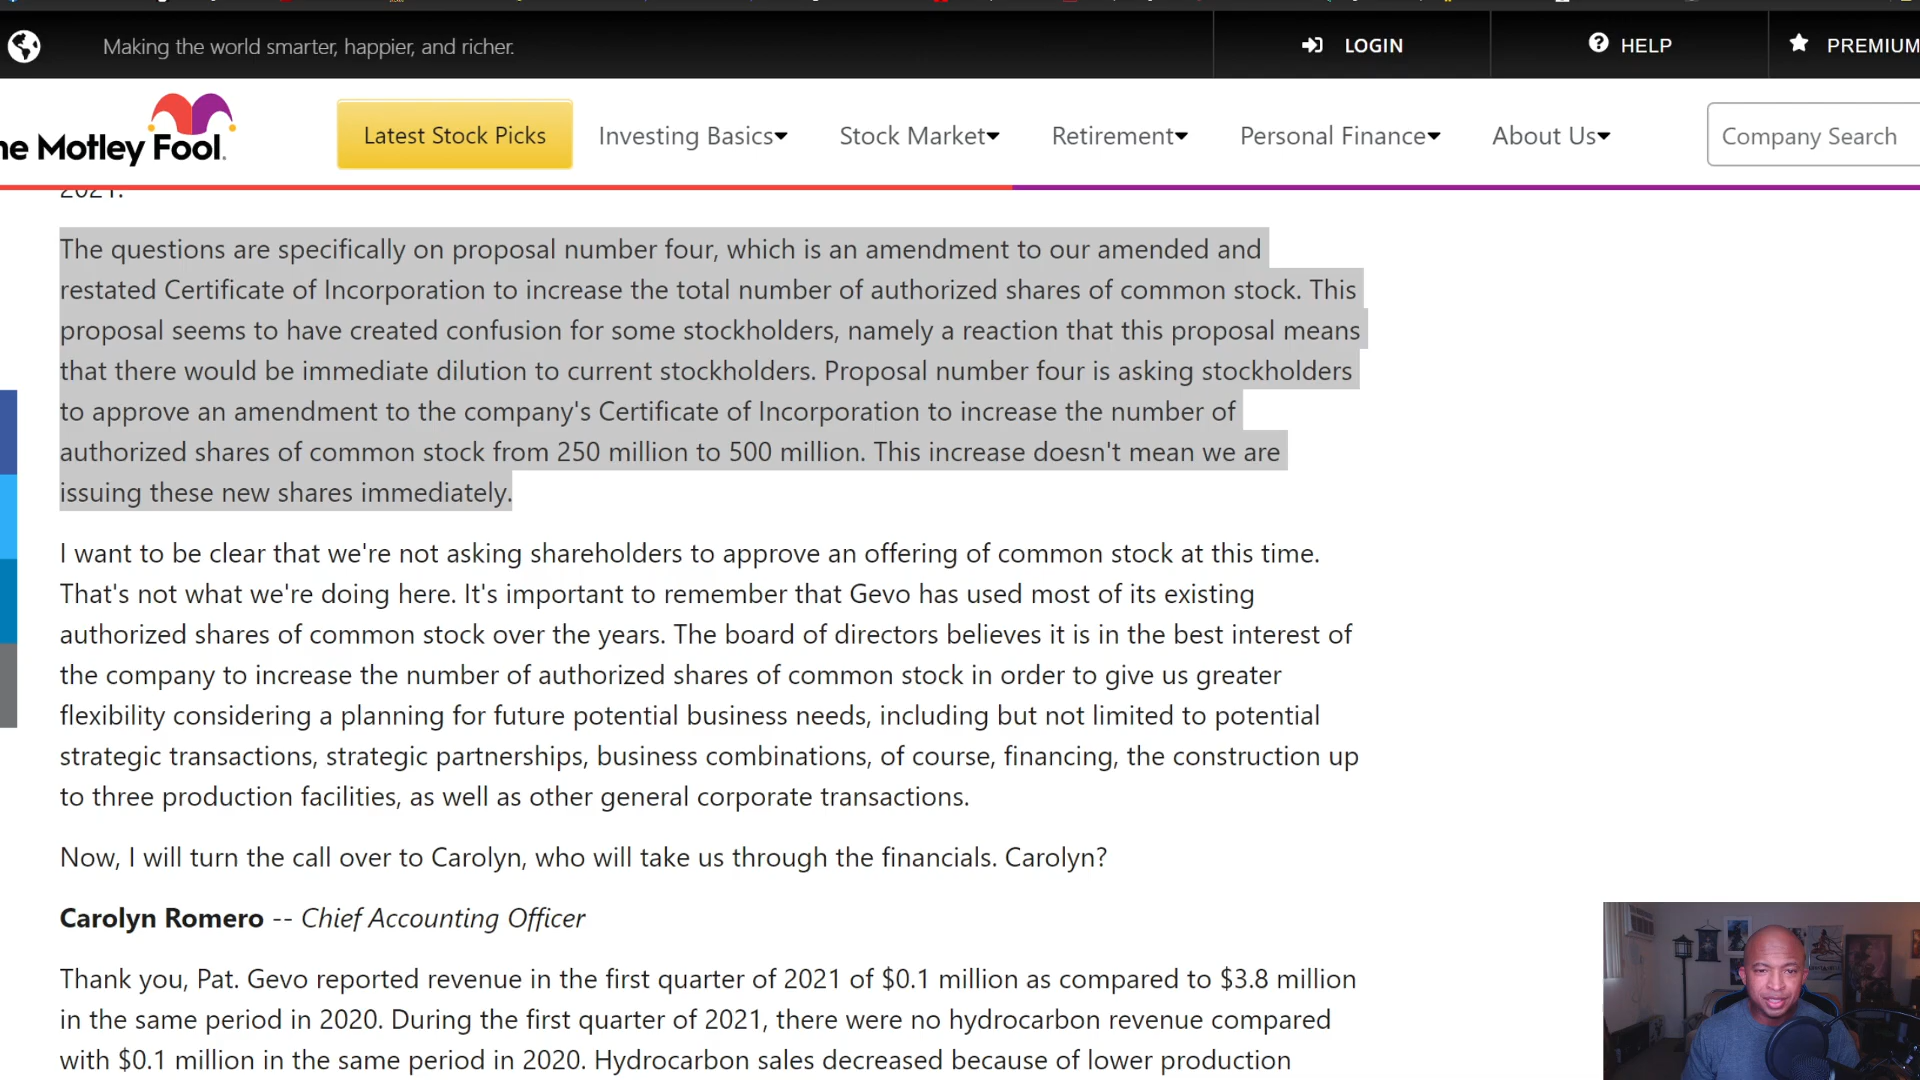 Making the world smarter, happier, and richer.
LOGIN
HELP
PREMIUM
he Motley Fool.
Latest Stock Picks
Investing Basics
Stock Market
Retirement
Personal Finance
About Us
Company Search
2021.
The questions are specifically on proposal number four, which is an amendment to our amended and
restated Certificate of Incorporation to increase the total number of authorized shares of common stock. This
proposal seems to have created confusion for some stockholders, namely a reaction that this proposal means
that there would be immediate dilution to current stockholders. Proposal number four is asking stockholders
to approve an amendment to the company's Certificate of Incorporation to increase the number of
authorized shares of common stock from 250 million to 500 million. This increase doesn't mean we are
issuing these new shares immediately.
I want to be clear that we're not asking shareholders to approve an offering of common stock at this time.
That's not what we're doing here. It's important to remember that Gevo has used most of its existing
authorized shares of common stock over the years. The board of directors believes it is in the best interest of
the company to increase the number of authorized shares of common stock in order to give us greater
flexibility considering a planning for future potential business needs, including but not limited to potential
strategic transactions, strategic partnerships, business combinations, of course, financing, the construction up
to three production facilities, as well as other general corporate transactions.
Now, I will turn the call over to Carolyn, who will take us through the financials. Carolyn?
Carolyn Romero -- Chief Accounting Officer
Thank you, Pat. Gevo reported revenue in the first quarter of 2021 of $0.1 million as compared to $3.8 million
in the same period in 2020. During the first quarter of 2021, there were no hydrocarbon revenue compared
with $0.1 million in the same period in 2020. Hydrocarbon sales decreased because of lower production